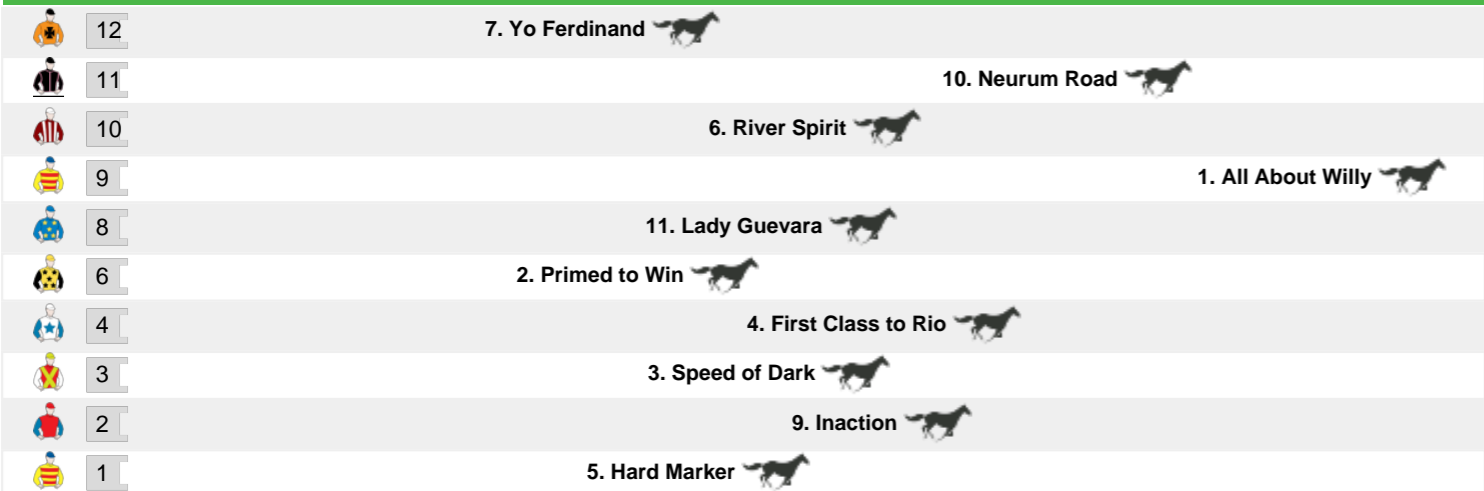 12 7. Yo Ferdinand
11 10. Neurum Road
10 6. River Spirit
9 1. All About Willy
8 11. Lady Guevara
6 2. Primed to Win
4 4. First Class to Rio
3 3. Speed of Dark
2 9. Inaction
1 5. Hard Marker